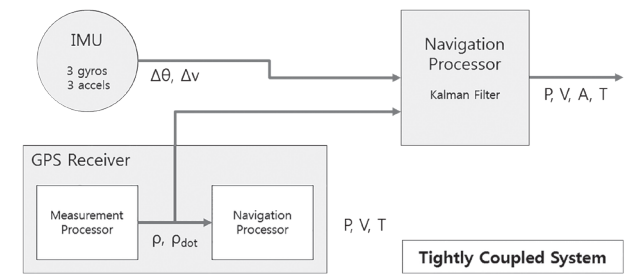 IMU
3 gyros
3 accels
Δθ, Δv
Navigation
Processor
Kalman Filter
P, V, A, T
GPS Receiver
Measurement
Processor
ρ, ρdot
Navigation
Processor
P, V, T
Tightly Coupled System